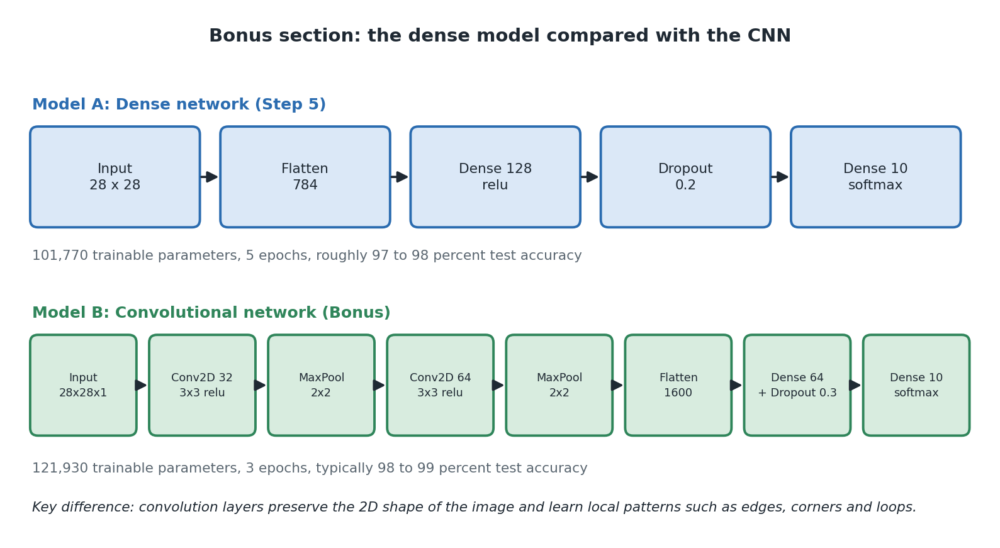 Bonus section: the dense model compared with the CNN
Model A: Dense network (Step 5)
Input
28 x 28
Flatten
784
Dense 128
relu
Dropout
0.2
Dense 10
softmax
101,770 trainable parameters, 5 epochs, roughly 97 to 98 percent test accuracy
Model B: Convolutional network (Bonus)
Input
28x28x1
Conv2D 32
3x3 relu
MaxPool
2x2
Conv2D 64
3x3 relu
MaxPool
2x2
Flatten
1600
Dense 64
+ Dropout 0.3
Dense 10
softmax
121,930 trainable parameters, 3 epochs, typically 98 to 99 percent test accuracy
Key difference: convolution layers preserve the 2D shape of the image and learn local patterns such as edges, corners and loops.